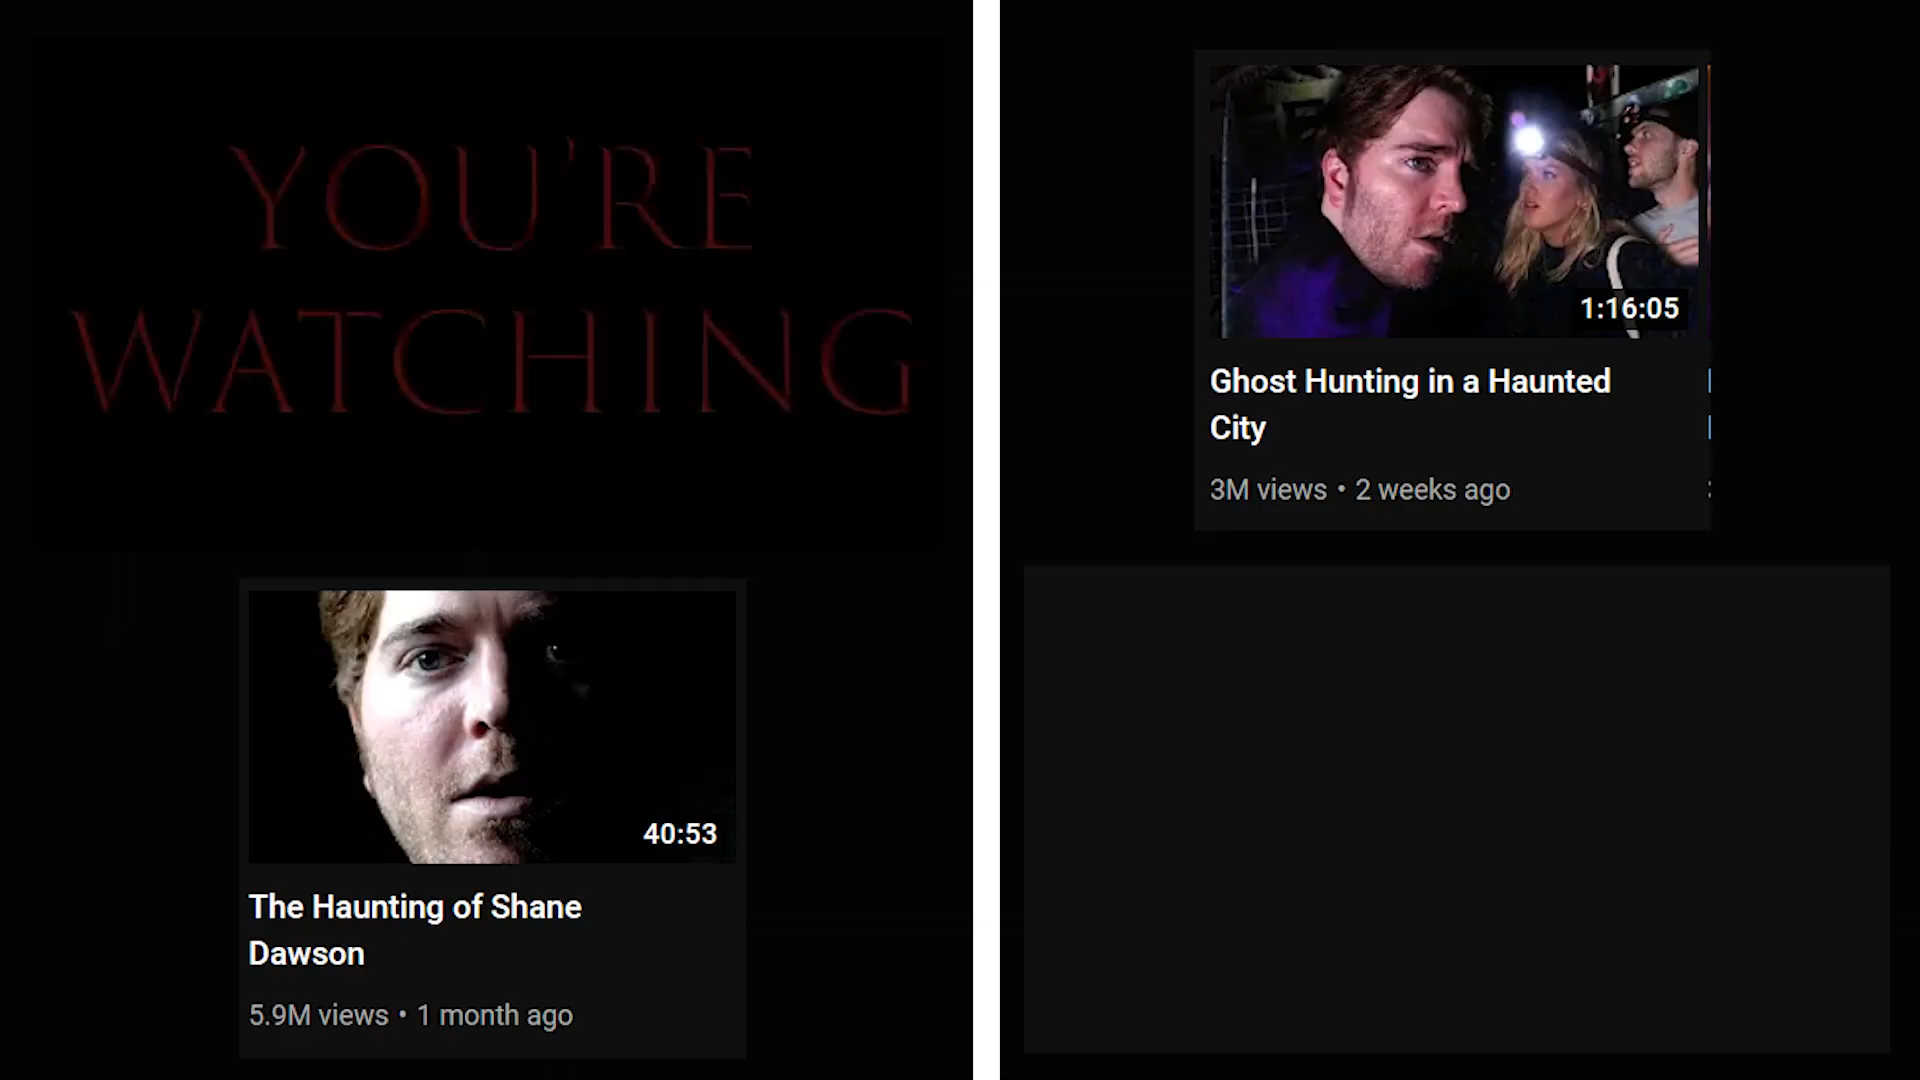 YOU'RE
WATCHING
40:53
The Haunting of Shane
Dawson
5.9M views • 1 month ago
1:16:05
Ghost Hunting in a Haunted
City
3M views • 2 weeks ago